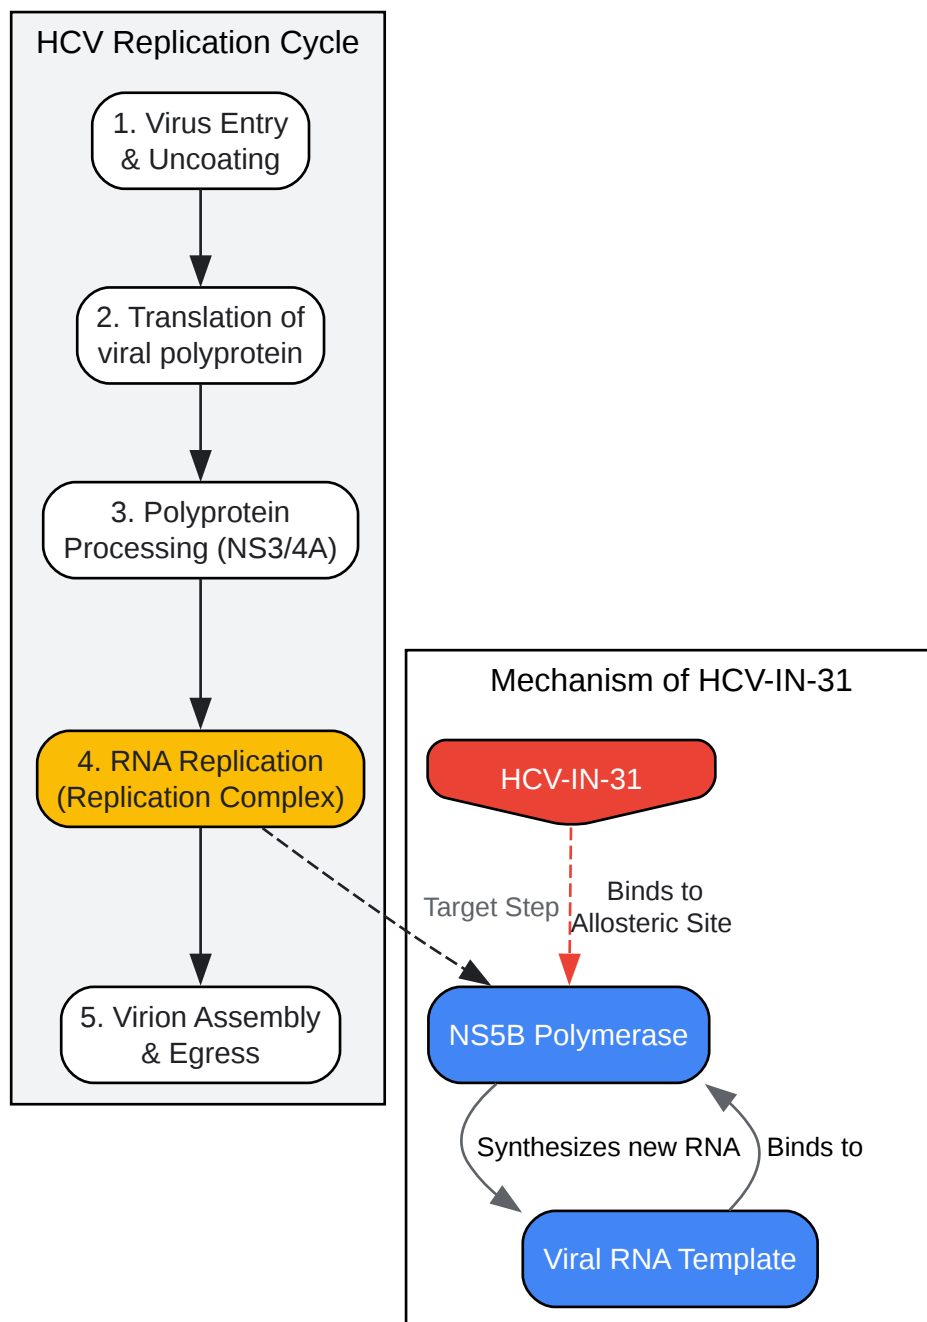 HCV Replication Cycle
1. Virus Entry
& Uncoating
2. Translation of
viral polyprotein
3. Polyprotein
Processing (NS3/4A)
4. RNA Replication
(Replication Complex)
5. Virion Assembly
& Egress
Mechanism of HCV-IN-31
HCV-IN-31
Target Step
Binds to
Allosteric Site
NS5B Polymerase
Synthesizes new RNA
Binds to
Viral RNA Template